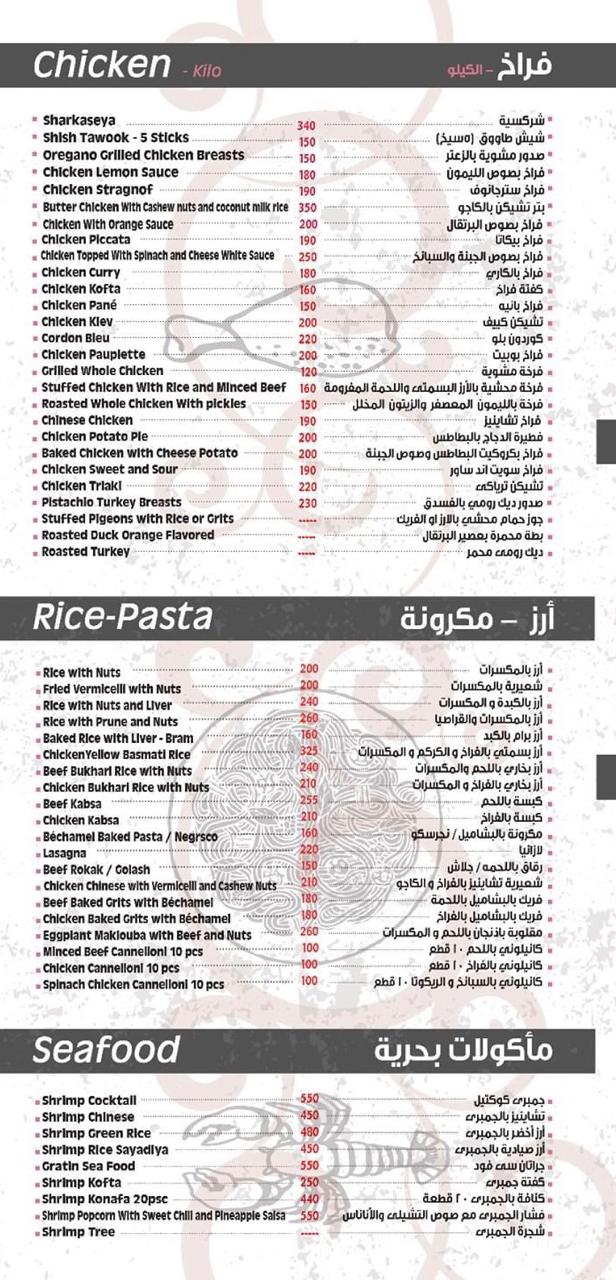 Chicken - Kilo فراخ - الكيلو
Sharkaseya 340 شركسية
Shish Tawook - 5 Sticks 150 شيش طاووق (٥سيخ)
Oregano Grilled Chicken Breasts 150 صدور مشوية بالزعتر
Chicken Lemon Sauce 180 فراخ بصوص الليمون
Chicken Stragnof 190 فراخ سترجانوف
Butter Chicken With Cashew nuts and coconut milk rice 350 بتر تشيكن بالكاجو
Chicken With Orange Sauce 200 فراخ بصوص البرتقال
Chicken Piccata 190 فراخ بيكاتا
Chicken Topped With Spinach and Cheese White Sauce 250 فراخ بصوص الجبنة والسبانخ
Chicken Curry 180 فراخ بالكاري
Chicken Kofta 160 كفتة فراخ
Chicken Pané 150 فراخ بانيه
Chicken Kiev 200 تشيكن كييف
Cordon Bleu 220 كوردون بلو
Chicken Pauplette 200 فراخ بوبيت
Grilled Whole Chicken 120 فرخة مشوية
Stuffed Chicken With Rice and Minced Beef 160 فرخة محشية بالأرز البسمتى واللحمة المفرومة
Roasted Whole Chicken With pickles 150 فرخة بالليمون المعصفر والزيتون المخلل
Chinese Chicken 190 فراخ تشاينيز
Chicken Potato Pie 200 فطيرة الدجاج بالبطاطس
Baked Chicken with Cheese Potato 200 فراخ بكروكيت البطاطس وصوص الجبنة
Chicken Sweet and Sour 190 فراخ سويت اند ساور
Chicken Triaki 220 تشيكن ترياكى
Pistachio Turkey Breasts 230 صدور ديك رومي بالفسدق
Stuffed Pigeons with Rice or Grits ----- جوز حمام محشي بالارز او الفريك
Roasted Duck Orange Flavored ----- بطة محمرة بعصير البرتقال
Roasted Turkey ----- ديك رومى محمر
Rice-Pasta أرز - مكرونة
Rice with Nuts 200 أرز بالمكسرات
Fried Vermicelli with Nuts 200 شعيرية بالمكسرات
Rice with Nuts and Liver 240 أرز بالكبدة و المكسرات
Rice with Prune and Nuts 260 أرز بالمكسرات والقراصيا
Baked Rice with Liver - Bram 160 أرز برام بالكبد
ChickenYellow Basmati Rice 325 أرز بسمتي بالفراخ و الكركم و المكسرات
Beef Bukhari Rice with Nuts 240 أرز بخاري باللحم والمكسرات
Chicken Bukhari Rice with Nuts 210 أرز بخاري بالفراخ و المكسرات
Beef Kabsa 255 كبسة باللحم
Chicken Kabsa 210 كبسة بالفراخ
Béchamel Baked Pasta / Negrsco 160 مكرونة بالبشاميل / نجرسكو
Lasagna 220 لازانيا
Beef Rokak / Golash 150 رقاق باللحمه / جلاش
Chicken Chinese with Vermicelli and Cashew Nuts 210 شعيرية تشاينيز بالفراخ و الكاجو
Beef Baked Grits with Béchamel 180 فريك بالبشاميل باللحمة
Chicken Baked Grits with Béchamel 180 فريك بالبشاميل بالفراخ
Eggplant Maklouba with Beef and Nuts 260 مقلوبة باذنجان باللحم و المكسرات
Minced Beef Cannelloni 10 pcs 100 كانيلوني باللحم ١٠ قطع
Chicken Cannelloni 10 pcs 100 كانيلوني بالفراخ ١٠ قطع
Spinach Chicken Cannelloni 10 pcs 100 كانيلوني بالسبانخ و الريكوتا ١٠ قطع
Seafood مأكولات بحرية
Shrimp Cocktail 550 جمبرى كوكتيل
Shrimp Chinese 450 تشاينيز بالجمبرى
Shrimp Green Rice 480 أرز أخضر بالجمبرى
Shrimp Rice Sayadiya 450 أرز صيادية بالجمبرى
Gratin Sea Food 550 جراتان سى فود
Shrimp Kofta 250 كفتة جمبرى
Shrimp Konafa 20psc 440 كنافة بالجمبرى ٢٠ قطعة
Shrimp Popcorn With Sweet Chili and Pineapple Salsa 550 فشار الجمبرى مع صوص التشيلى والأناناس
Shrimp Tree ----- شجرة الجمبرى